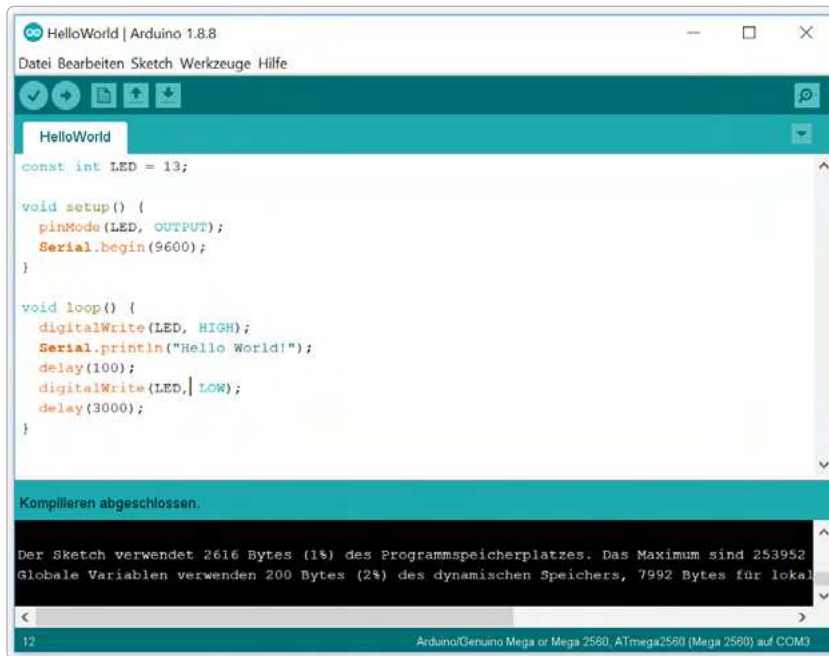 HelloWorld | Arduino 1.8.8
Datei Bearbeiten Sketch Werkzeuge Hilfe
HelloWorld
const int LED = 13;
void setup() {
pinMode(LED, OUTPUT);
Serial.begin(9600);
}
void loop() {
digitalWrite(LED, HIGH);
Serial.println("Hello World!");
delay(100);
digitalWrite(LED, LOW);
delay(3000);
}
Kompilieren abgeschlossen.
Der Sketch verwendet 2616 Bytes (1%) des Programmspeicherplatzes. Das Maximum sind 253952
Globale Variablen verwenden 200 Bytes (2%) des dynamischen Speichers, 7992 Bytes für lokal
12 Arduino/Genuino Mega or Mega 2560, ATmega2560 (Mega 2560) auf COM3